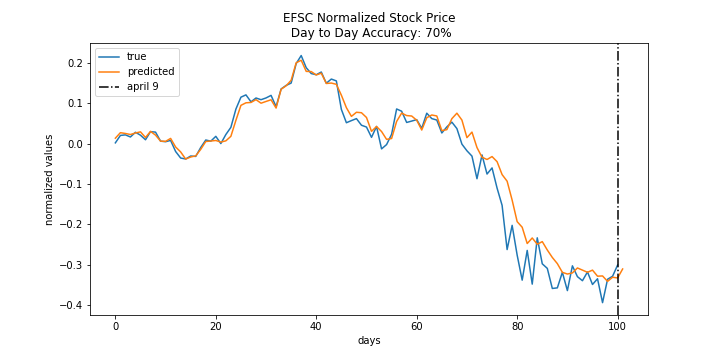 EFSC Normalized Stock Price
Day to Day Accuracy: 70%
true
predicted
april 9
normalized values
0.2
0.1
0.0
−0.1
−0.2
−0.3
−0.4
0
20
40
60
80
100
days